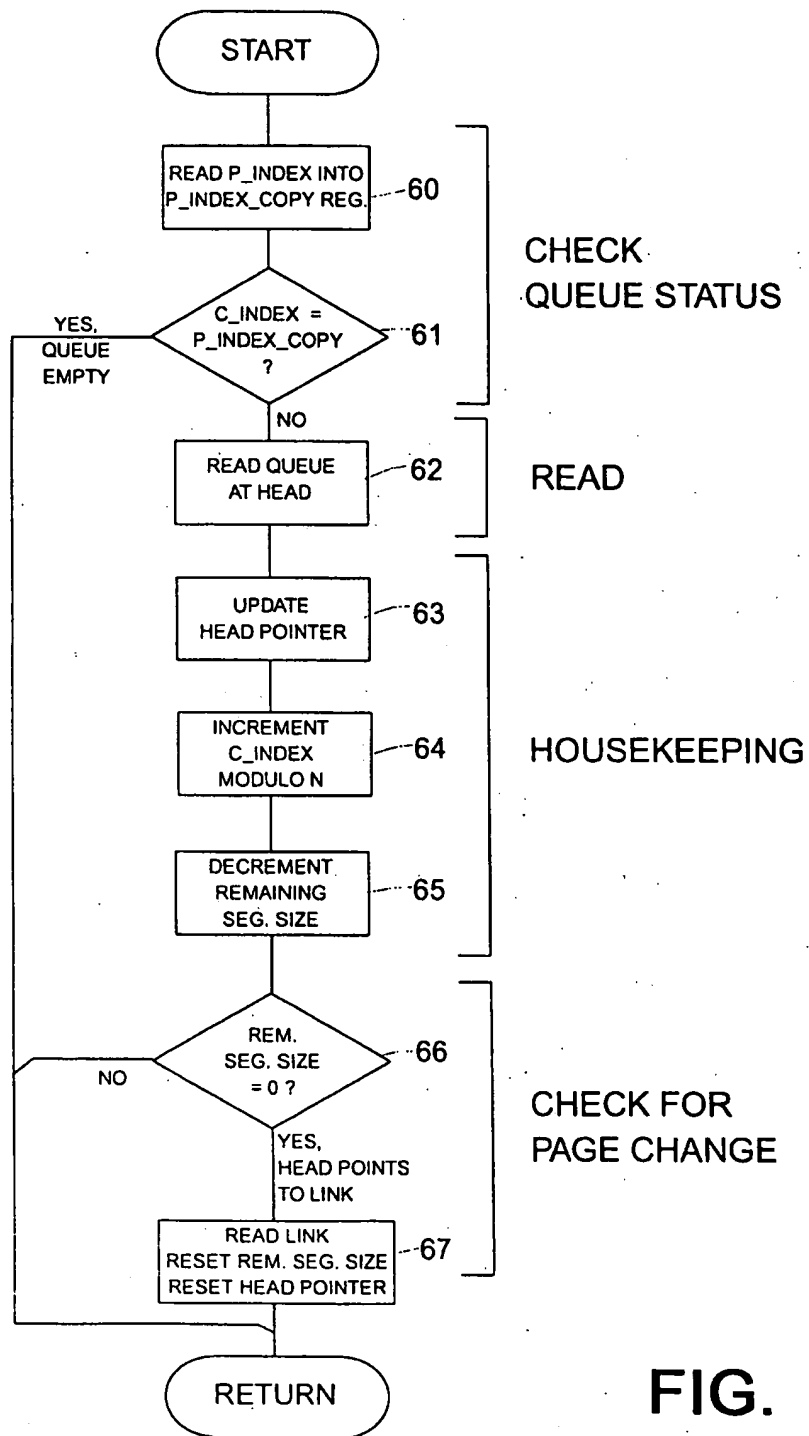 START
READ P_INDEX INTO
P_INDEX_COPY REG.
60
CHECK
QUEUE STATUS
C_INDEX =
P_INDEX_COPY
?
61
YES,
QUEUE
EMPTY
NO
READ QUEUE
AT HEAD
62
READ
UPDATE
HEAD POINTER
63
INCREMENT
C_INDEX
MODULO N
64
HOUSEKEEPING
DECREMENT
REMAINING
SEG. SIZE
65
REM.
SEG. SIZE
= 0 ?
66
NO
YES,
HEAD POINTS
TO LINK
CHECK FOR
PAGE CHANGE
READ LINK
RESET REM. SEG. SIZE
RESET HEAD POINTER
67
RETURN
FIG.